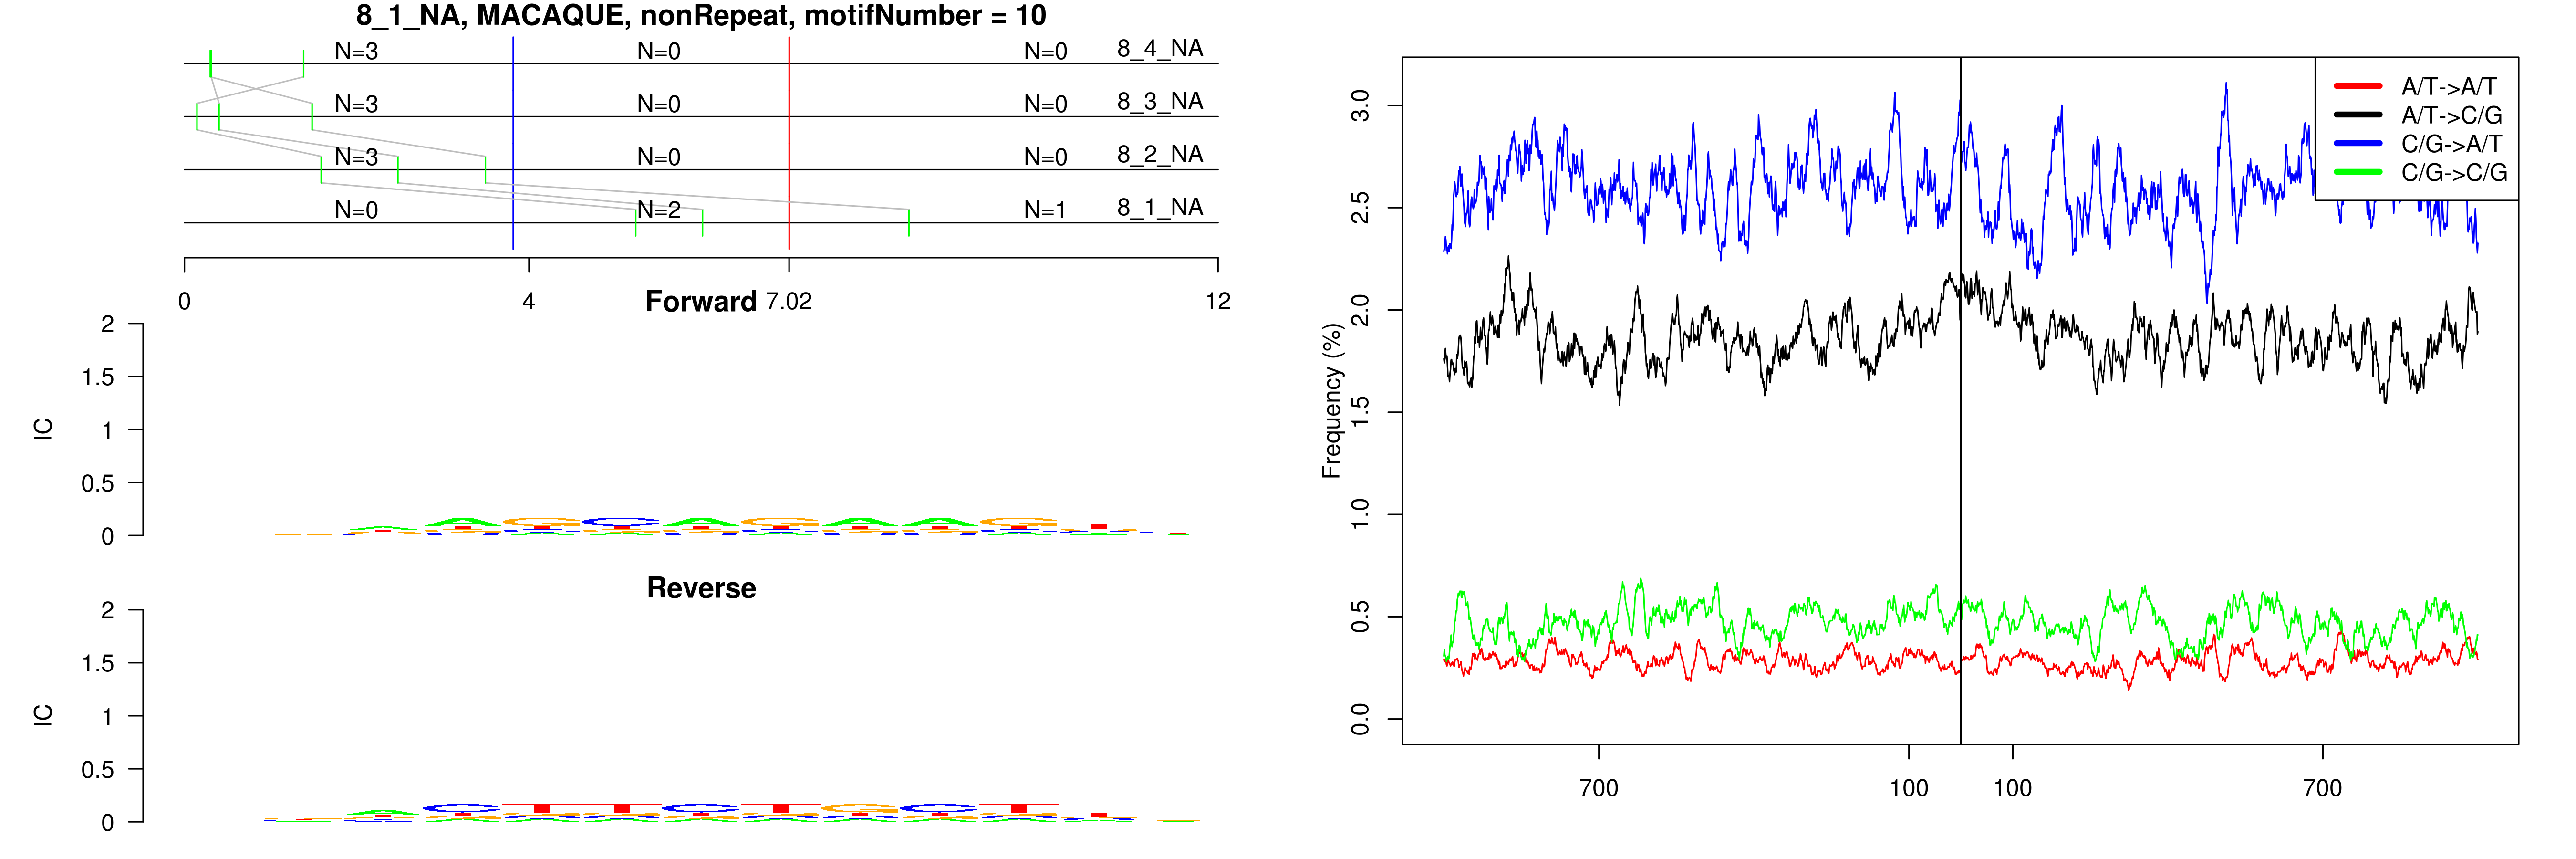 8_1_NA, MACAQUE, nonRepeat, motifNumber = 10
N=3 N=0 N=0 8_4_NA
N=3 N=0 N=0 8_3_NA
N=3 N=0 N=0 8_2_NA
N=0 N=2 N=1 8_1_NA
0 4 7.02 12
Forward
2
1.5
1
0.5
0
IC
A G C A G A A G T
Reverse
2
1.5
1
0.5
0
IC
A C T T C T G C T T
A/T->A/T
A/T->C/G
C/G->A/T
C/G->C/G
Frequency (%)
3.0
2.5
2.0
1.5
1.0
0.5
0.0
700 100 100 700